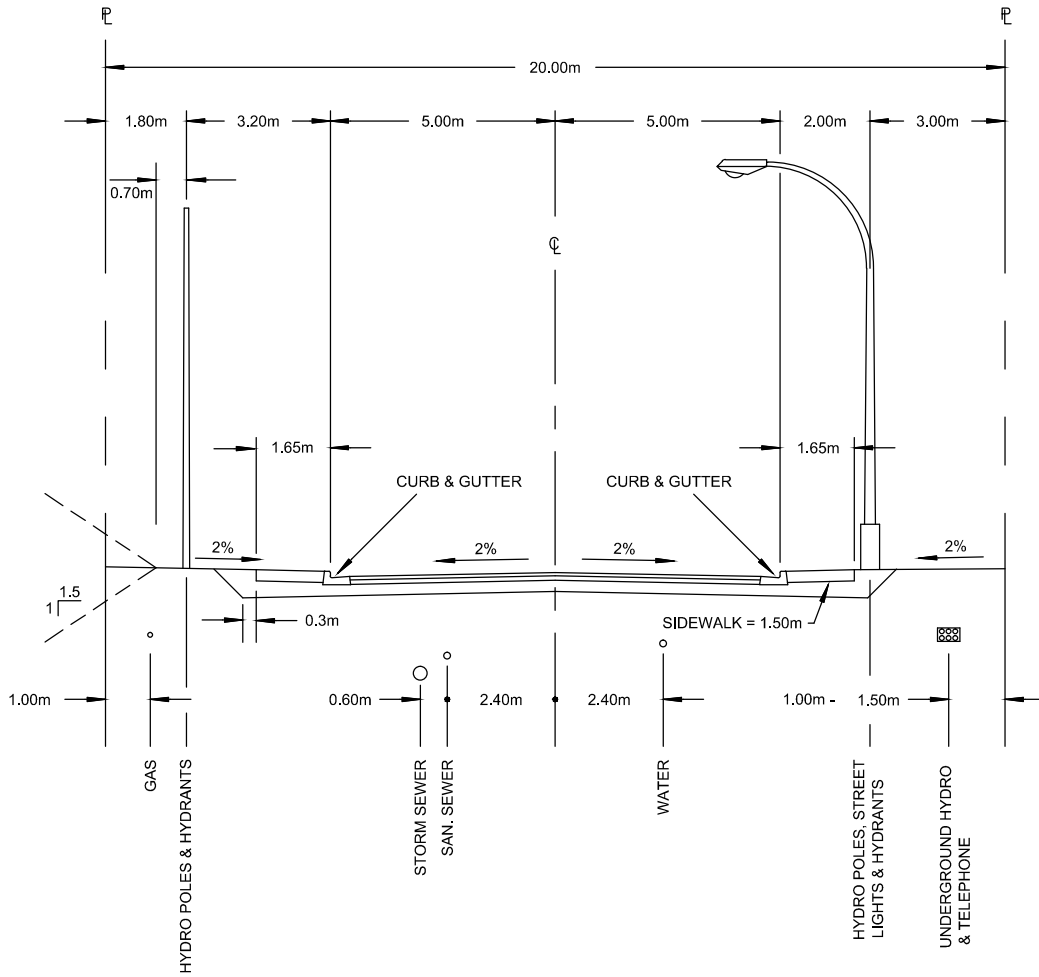 ℄ 
20.00m
1.80m
3.20m
5.00m
5.00m
2.00m
3.00m
0.70m
℄
1.65m
1.65m
CURB & GUTTER
CURB & GUTTER
2%
2%
2%
2%
1.5
1
0.3m
SIDEWALK = 1.50m
1.00m
0.60m
2.40m
2.40m
1.00m - 1.50m
GAS
HYDRO POLES & HYDRANTS
STORM SEWER
SAN. SEWER
WATER
HYDRO POLES, STREET
LIGHTS & HYDRANTS
UNDERGROUND HYDRO
& TELEPHONE